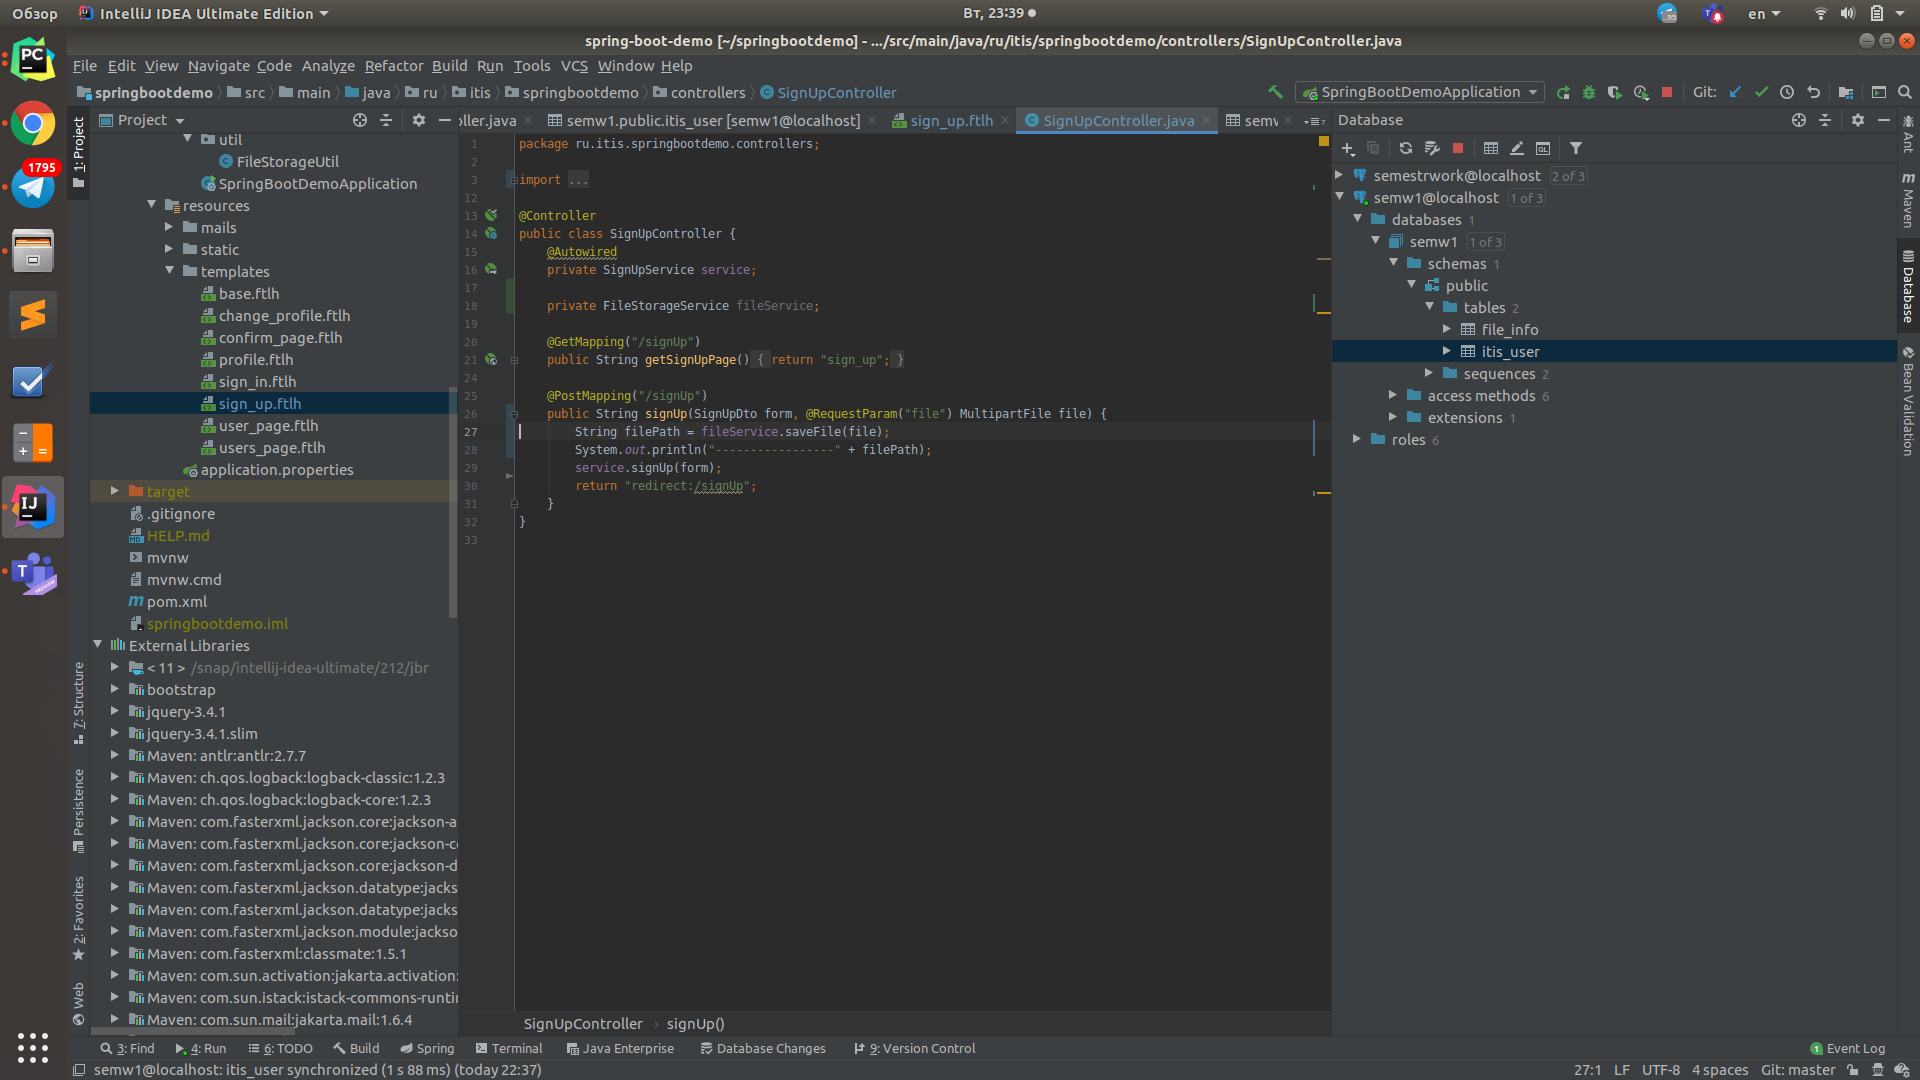 Обзор
IntelliJ IDEA Ultimate Edition
Вт, 23:39
en
spring-boot-demo [~/springbootdemo] - .../src/main/java/ru/itis/springbootdemo/controllers/SignUpController.java
File Edit View Navigate Code Analyze Refactor Build Run Tools VCS Window Help
springbootdemo src main java ru itis springbootdemo controllers SignUpController
SpringBootDemoApplication
Git:
1: Project
7: Structure
Persistence
2: Favorites
Web
Project
util
FileStorageUtil
SpringBootDemoApplication
resources
mails
static
templates
base.ftlh
change_profile.ftlh
confirm_page.ftlh
profile.ftlh
sign_in.ftlh
sign_up.ftlh
user_page.ftlh
users_page.ftlh
application.properties
target
.gitignore
HELP.md
mvnw
mvnw.cmd
pom.xml
springbootdemo.iml
External Libraries
< 11 > /snap/intellij-idea-ultimate/212/jbr
bootstrap
jquery-3.4.1
jquery-3.4.1.slim
Maven: antlr:antlr:2.7.7
Maven: ch.qos.logback:logback-classic:1.2.3
Maven: ch.qos.logback:logback-core:1.2.3
Maven: com.fasterxml.jackson.core:jackson-a
Maven: com.fasterxml.jackson.core:jackson-c
Maven: com.fasterxml.jackson.core:jackson-d
Maven: com.fasterxml.jackson.datatype:jacks
Maven: com.fasterxml.jackson.datatype:jacks
Maven: com.fasterxml.jackson.module:jackso
Maven: com.fasterxml:classmate:1.5.1
Maven: com.sun.activation:jakarta.activation:
Maven: com.sun.istack:istack-commons-runtin
Maven: com.sun.mail:jakarta.mail:1.6.4
PC
1795
IJ
T
PREVIEW
oller.java semw1.public.itis_user [semw1@localhost] sign_up.ftlh SignUpController.java semw
1 package ru.itis.springbootdemo.controllers;
2
3 import ...
12
13 @Controller
14 public class SignUpController {
15 @Autowired
16 private SignUpService service;
17
18 private FileStorageService fileService;
19
20 @GetMapping("/signUp")
21 public String getSignUpPage() { return "sign_up"; }
24
25 @PostMapping("/signUp")
26 public String signUp(SignUpDto form, @RequestParam("file") MultipartFile file) {
27 String filePath = fileService.saveFile(file);
28 System.out.println("-----------------" + filePath);
29 service.signUp(form);
30 return "redirect:/signUp";
31 }
32 }
33
SignUpController signUp()
Database
semestrwork@localhost 2 of 3
semw1@localhost 1 of 3
databases 1
semw1 1 of 3
schemas 1
public
tables 2
file_info
itis_user
sequences 2
access methods 6
extensions 1
roles 6
Ant
Maven
Database
Bean Validation
3: Find 4: Run 6: TODO Build Spring Terminal Java Enterprise Database Changes 9: Version Control
1 Event Log
semw1@localhost: itis_user synchronized (1 s 88 ms) (today 22:37)
27:1 LF UTF-8 4 spaces Git: master